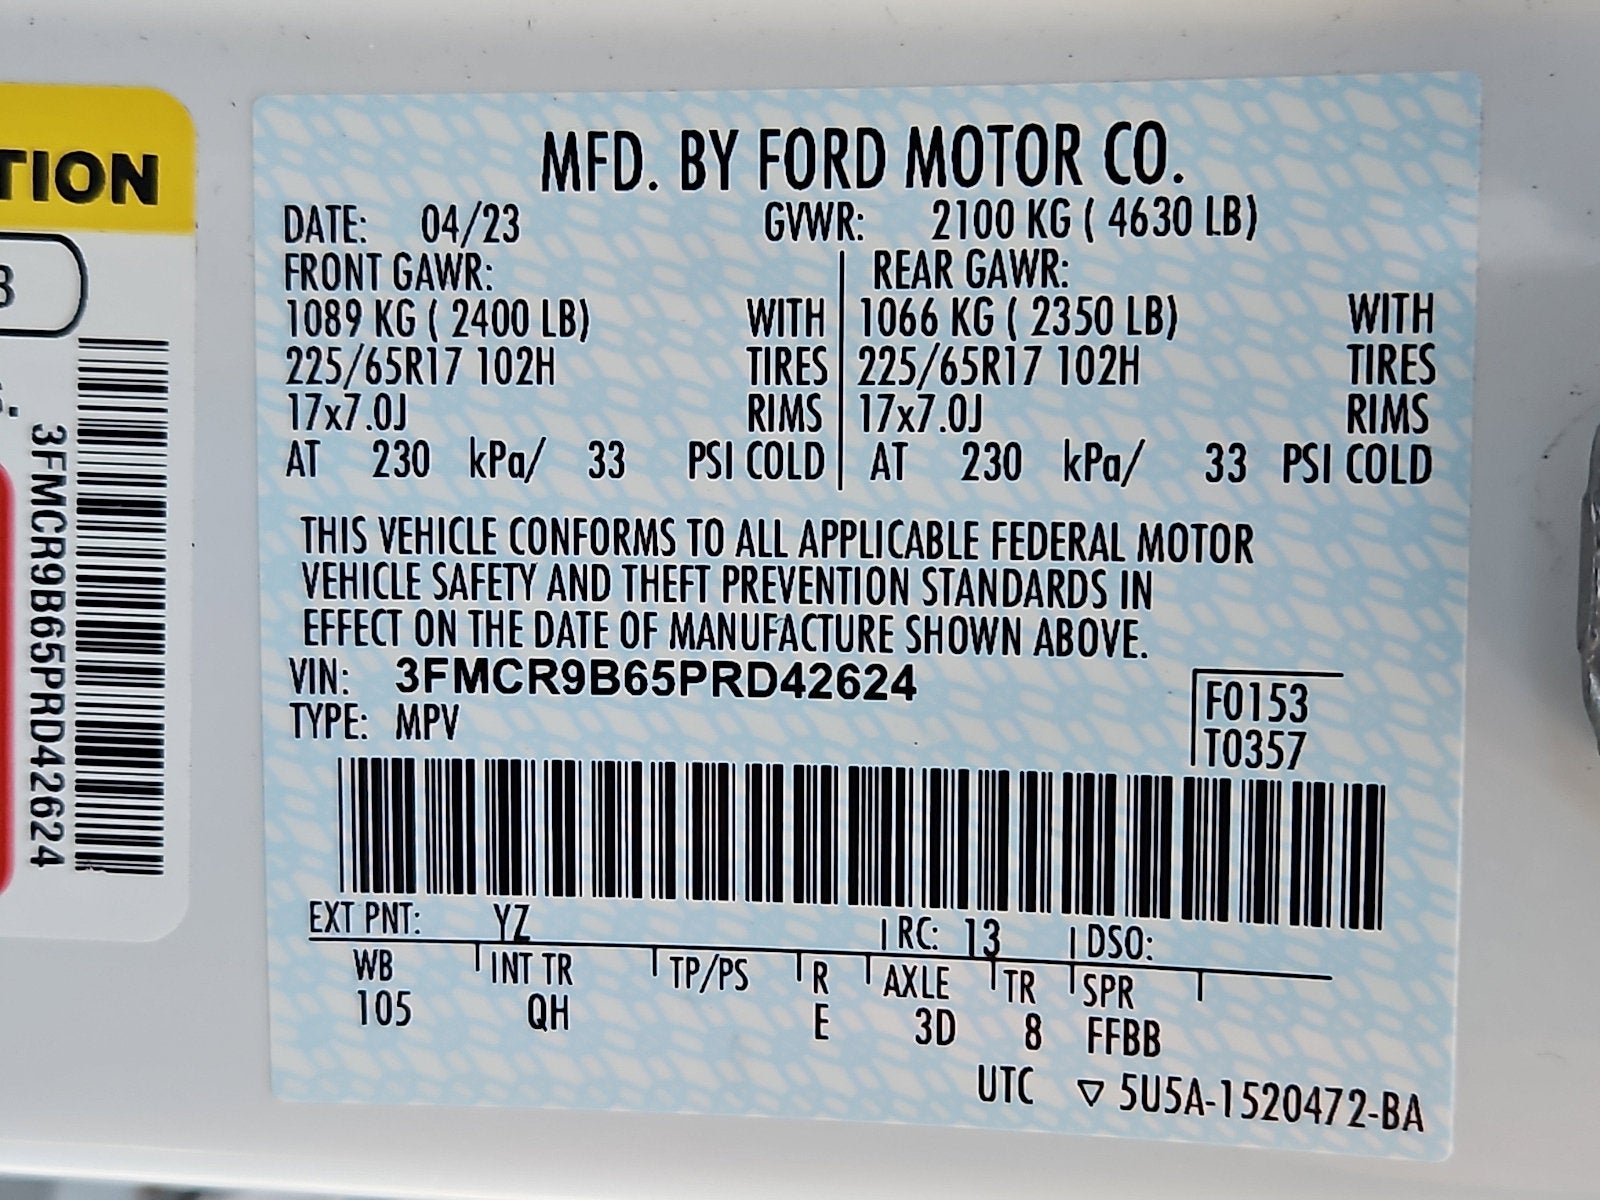 TION
3
S.
3FMCR9B65PRD42624
MFD. BY FORD MOTOR CO.
DATE: 04/23 GVWR: 2100 KG ( 4630 LB)
FRONT GAWR: REAR GAWR:
1089 KG ( 2400 LB) WITH 1066 KG ( 2350 LB) WITH
225/65R17 102H TIRES 225/65R17 102H TIRES
17x7.0J RIMS 17x7.0J RIMS
AT 230 kPa/ 33 PSI COLD AT 230 kPa/ 33 PSI COLD
THIS VEHICLE CONFORMS TO ALL APPLICABLE FEDERAL MOTOR
VEHICLE SAFETY AND THEFT PREVENTION STANDARDS IN
EFFECT ON THE DATE OF MANUFACTURE SHOWN ABOVE.
VIN: 3FMCR9B65PRD42624
TYPE: MPV
F0153
T0357
EXT PNT: YZ RC: 13 DSO:
WB INT TR TP/PS R AXLE TR SPR
105 QH E 3D 8 FFBB
UTC ▽ 5U5A-1520472-BA